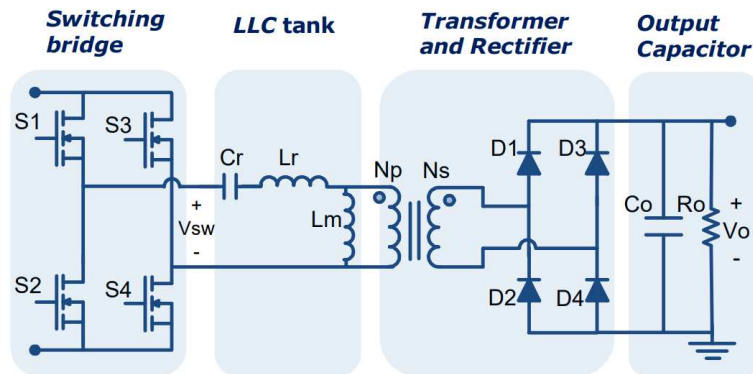 Switching
bridge
LLC tank
Transformer
and Rectifier
Output
Capacitor
S1
S3
Cr
Lr
Np
Ns
D1
D3
+
Vsw
-
Lm
Co
Ro
+
Vo
-
S2
S4
D2
D4